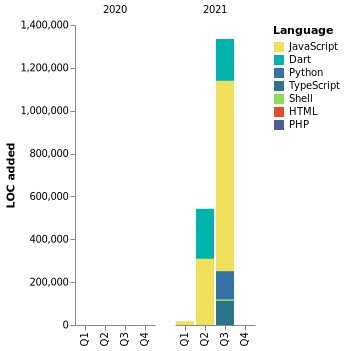 2020
2021
1,400,000
1,200,000
1,000,000
800,000
600,000
400,000
200,000
0
LOC added
Q1
Q2
Q3
Q4
Q1
Q2
Q3
Q4
Language
JavaScript
Dart
Python
TypeScript
Shell
HTML
PHP